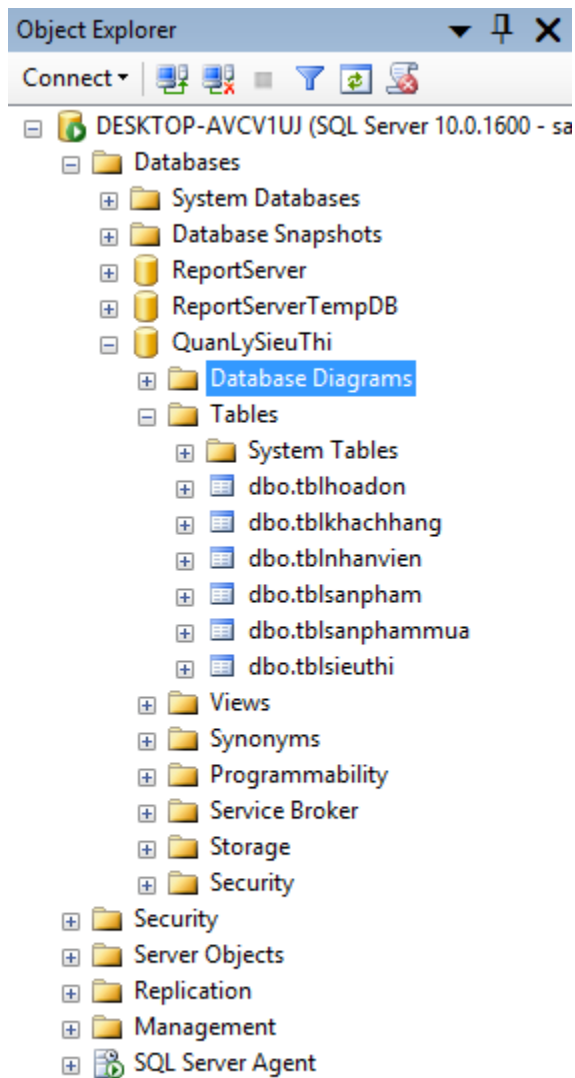 Object Explorer
Connect
DESKTOP-AVCV1UJ (SQL Server 10.0.1600 - sa
Databases
System Databases
Database Snapshots
ReportServer
ReportServerTempDB
QuanLySieuThi
Database Diagrams
Tables
System Tables
dbo.tblhoadon
dbo.tblkhachhang
dbo.tblnhanvien
dbo.tblsanpham
dbo.tblsanphammua
dbo.tblsieuthi
Views
Synonyms
Programmability
Service Broker
Storage
Security
Security
Server Objects
Replication
Management
SQL Server Agent